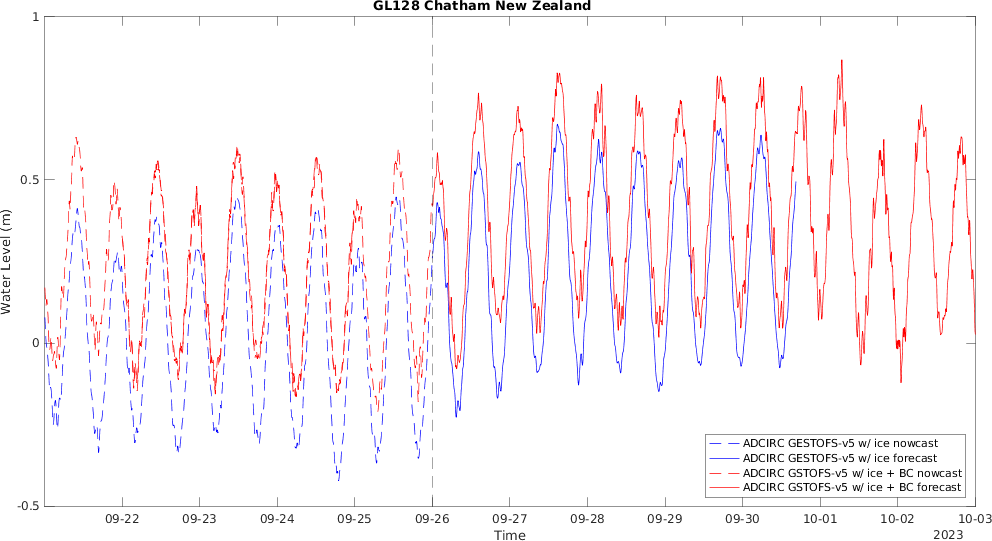 GL128 Chatham New Zealand
1
0.5
0
-0.5
Water Level (m)
09-22 09-23 09-24 09-25 09-26 09-27 09-28 09-29 09-30 10-01 10-02 10-03
Time
2023
ADCIRC GESTOFS-v5 w/ ice nowcast
ADCIRC GESTOFS-v5 w/ ice forecast
ADCIRC GSTOFS-v5 w/ ice + BC nowcast
ADCIRC GSTOFS-v5 w/ ice + BC forecast